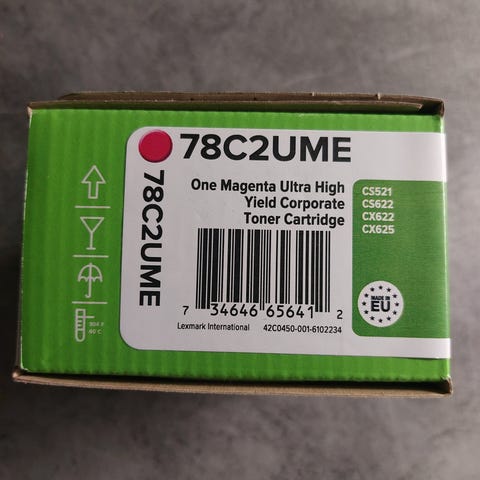 78C2UME
78C2UME
One Magenta Ultra High
Yield Corporate
Toner Cartridge
CS521
CS622
CX622
CX625
7 34646 65641 2
Lexmark International 42C0450-001-6102234
MADE IN
EU